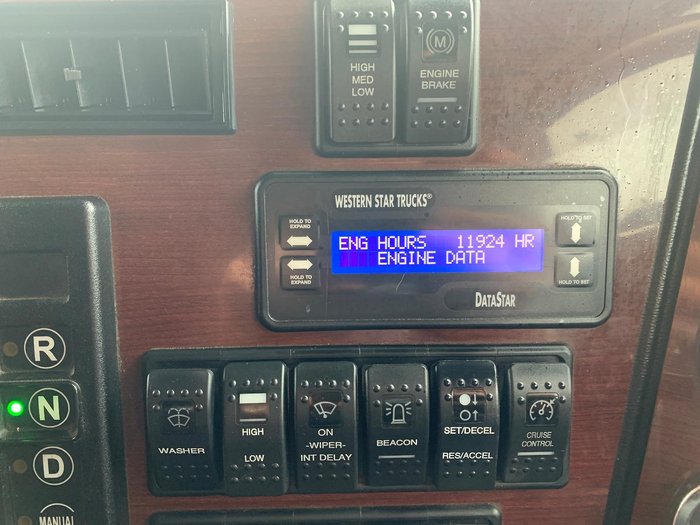 HIGH
MED
LOW
M
ENGINE
BRAKE
WESTERN STAR TRUCKS®
HOLD TO
EXPAND
HOLD TO
EXPAND
ENG HOURS 11924 HR
ENGINE DATA
HOLD TO SET
HOLD TO SET
DATASTAR
R
N
D
MANUAL
WASHER
HIGH
LOW
ON
-WIPER-
INT DELAY
BEACON
SET/DECEL
RES/ACCEL
CRUISE
CONTROL